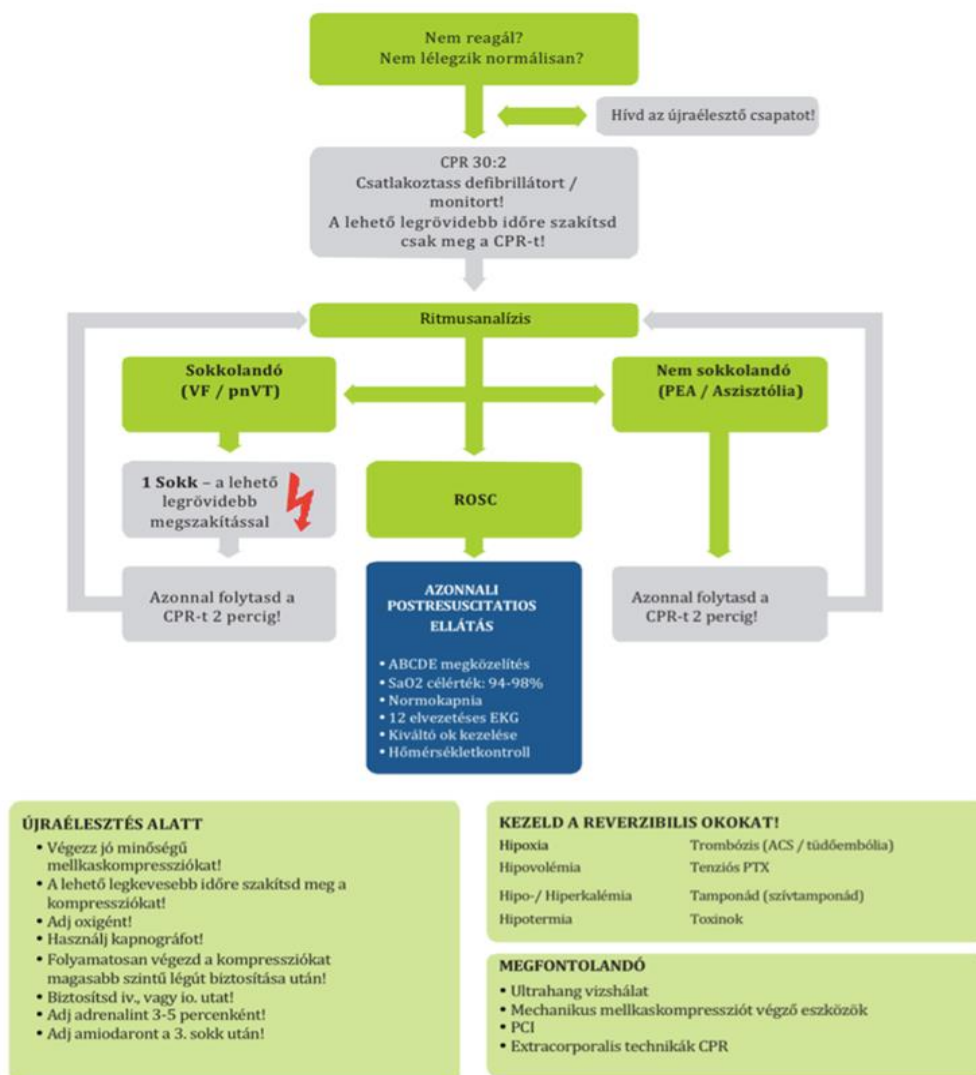 Nem reagál?
Nem lélegzik normálisan?
Hívd az újraélesztő csapatot!
CPR 30:2
Csatlakoztass defibrillátort /
monitort!
A lehető legrövidebb időre szakítsd
csak meg a CPR-t!
Ritmusanalízis
Sokkolandó
(VF / pnVT)
Nem sokkolandó
(PEA / Aszisztólia)
1 Sokk – a lehető
legrövidebb
megszakítással
ROSC
Azonnal folytasd a
CPR-t 2 percig!
AZONNALI
POSTRESUSCITATIOS
ELLÁTÁS
• ABCDE megközelítés
• SaO2 célérték: 94-98%
• Normokapnia
• 12 elvezetéses EKG
• Kiváltó ok kezelése
• Hőmérsékletkontroll
Azonnal folytasd a
CPR-t 2 percig!
ÚJRAÉLESZTÉS ALATT
• Végezz jó minőségű
mellkaskompressziókat!
• A lehető legkevesebb időre szakítsd meg a
kompressziókat!
• Adj oxigént!
• Használj kapnográfot!
• Folyamatosan végezd a kompressziókat
magasabb szintű légút biztosítása után!
• Biztosítsd iv., vagy io. utat!
• Adj adrenalint 3-5 percenként!
• Adj amiodaront a 3. sokk után!
KEZELD A REVERZIBILIS OKOKAT!
Hipoxia Trombózis (ACS / tüdőembólia)
Hipovolémia Tenziós PTX
Hipo-/ Hiperkalémia Tamponád (szívtamponád)
Hipotermia Toxinok
MEGFONTOLANDÓ
• Ultrahang vizshálat
• Mechanikus mellkaskompressziót végző eszközök
• PCI
• Extracorporalis technikák CPR